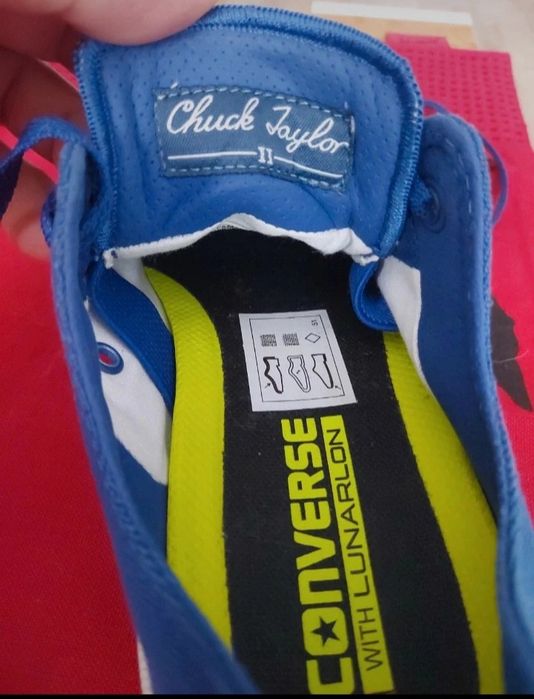 Chuck Taylor
II
CONVERSE
WITH LUNARLON